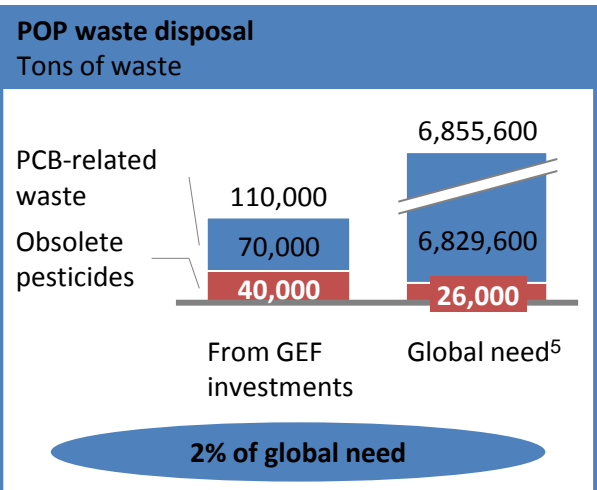 POP waste disposal
Tons of waste
6,855,600
PCB-related
waste
110,000
70,000
6,829,600
Obsolete
pesticides
40,000
26,000
From GEF
investments
Global need5
2% of global need